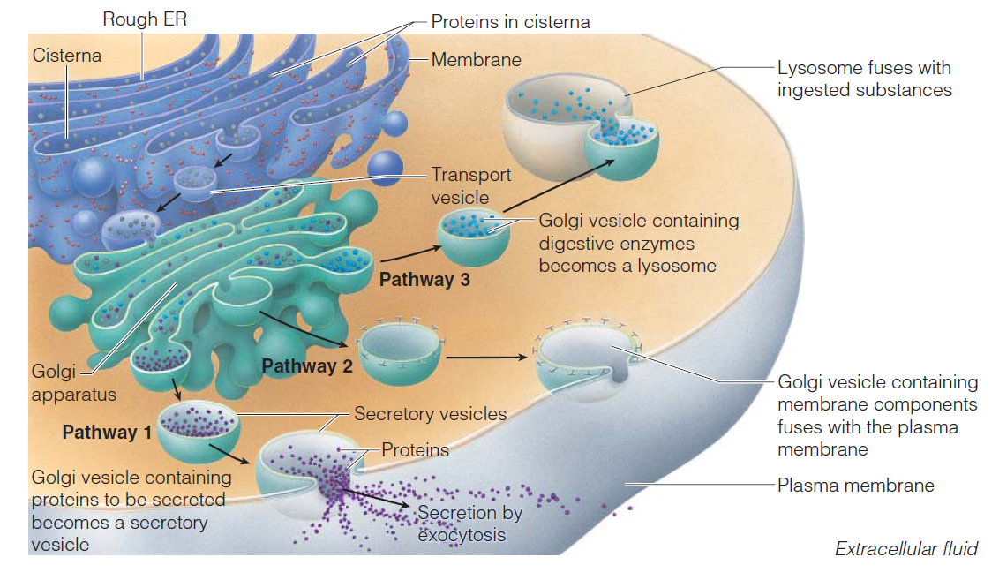 Rough ER
Proteins in cisterna
Cisterna
Membrane
Lysosome fuses with
ingested substances
Transport
vesicle
Golgi vesicle containing
digestive enzymes
becomes a lysosome
Pathway 3
Pathway 2
Golgi
apparatus
Golgi vesicle containing
membrane components
fuses with the plasma
membrane
Secretory vesicles
Pathway 1
Proteins
Golgi vesicle containing
proteins to be secreted
becomes a secretory
vesicle
Plasma membrane
Secretion by
exocytosis
Extracellular fluid